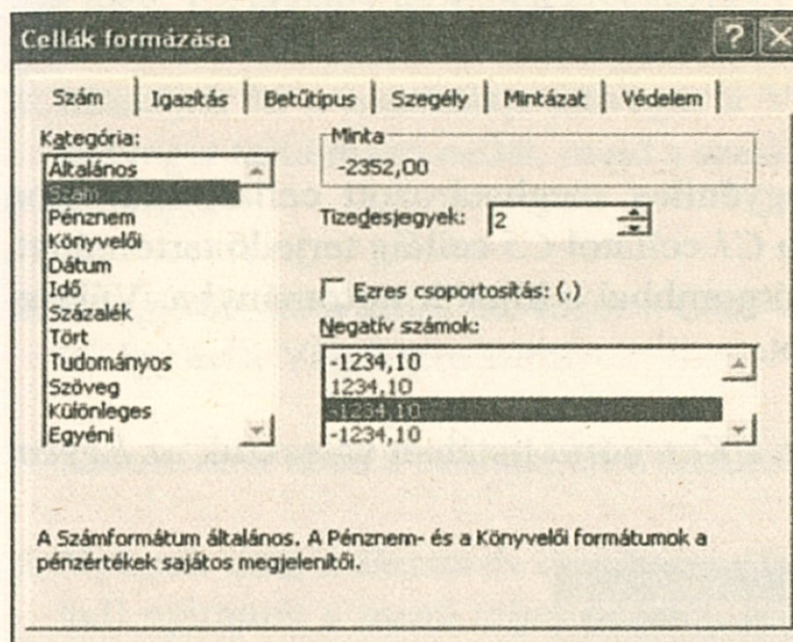 Cellák formázása
Szám Igazítás Betűtípus Szegély Mintázat Védelem
Kategória:
Általános
Szám
Pénznem
Könyvelői
Dátum
Idő
Százalék
Tört
Tudományos
Szöveg
Különleges
Egyéni
Minta
-2352,00
Tizedesjegyek: 2
Ezres csoportosítás: (.)
Negatív számok:
-1234,10
1234,10
-1234,10
-1234,10
A Számformátum általános. A Pénznem- és a Könyvelői formátumok a
pénzértékek sajátos megjelenítői.